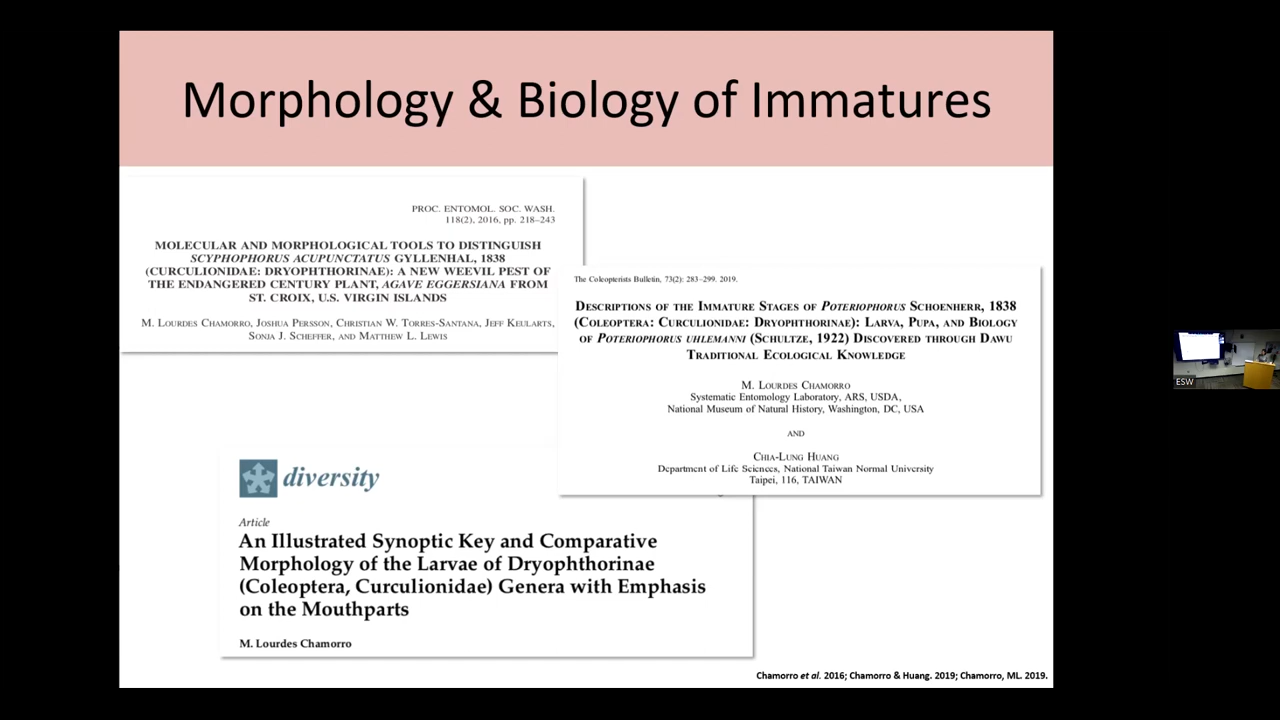 Morphology & Biology of Immatures
PROC. ENTOMOL. SOC. WASH.
118(2), 2016, pp. 218–243
MOLECULAR AND MORPHOLOGICAL TOOLS TO DISTINGUISH
SCYPHOPHORUS ACUPUNCTATUS GYLLENHAL, 1838
(CURCULIONIDAE: DRYOPHTHORINAE): A NEW WEEVIL PEST OF
THE ENDANGERED CENTURY PLANT, AGAVE EGGERSIANA FROM
ST. CROIX, U.S. VIRGIN ISLANDS
M. LOURDES CHAMORRO, JOSHUA PERSSON, CHRISTIAN W. TORRES-SANTANA, JEFF KEULARTS,
SONJA J. SCHEFFER, AND MATTHEW L. LEWIS
The Coleopterists Bulletin, 73(2): 283–299. 2019.
DESCRIPTIONS OF THE IMMATURE STAGES OF POTERIOPHORUS SCHOENHERR, 1838
(COLEOPTERA: CURCULIONIDAE: DRYOPHTHORINAE): LARVA, PUPA, AND BIOLOGY
OF POTERIOPHORUS UHLEMANNI (SCHULTZE, 1922) DISCOVERED THROUGH DAWU
TRADITIONAL ECOLOGICAL KNOWLEDGE
M. LOURDES CHAMORRO
Systematic Entomology Laboratory, ARS, USDA,
National Museum of Natural History, Washington, DC, USA
AND
CHIA-LUNG HUANG
Department of Life Sciences, National Taiwan Normal University
Taipei, 116, TAIWAN
diversity
Article
An Illustrated Synoptic Key and Comparative
Morphology of the Larvae of Dryophthorinae
(Coleoptera, Curculionidae) Genera with Emphasis
on the Mouthparts
M. Lourdes Chamorro
Chamorro et al. 2016; Chamorro & Huang. 2019; Chamorro, ML. 2019.
ESW